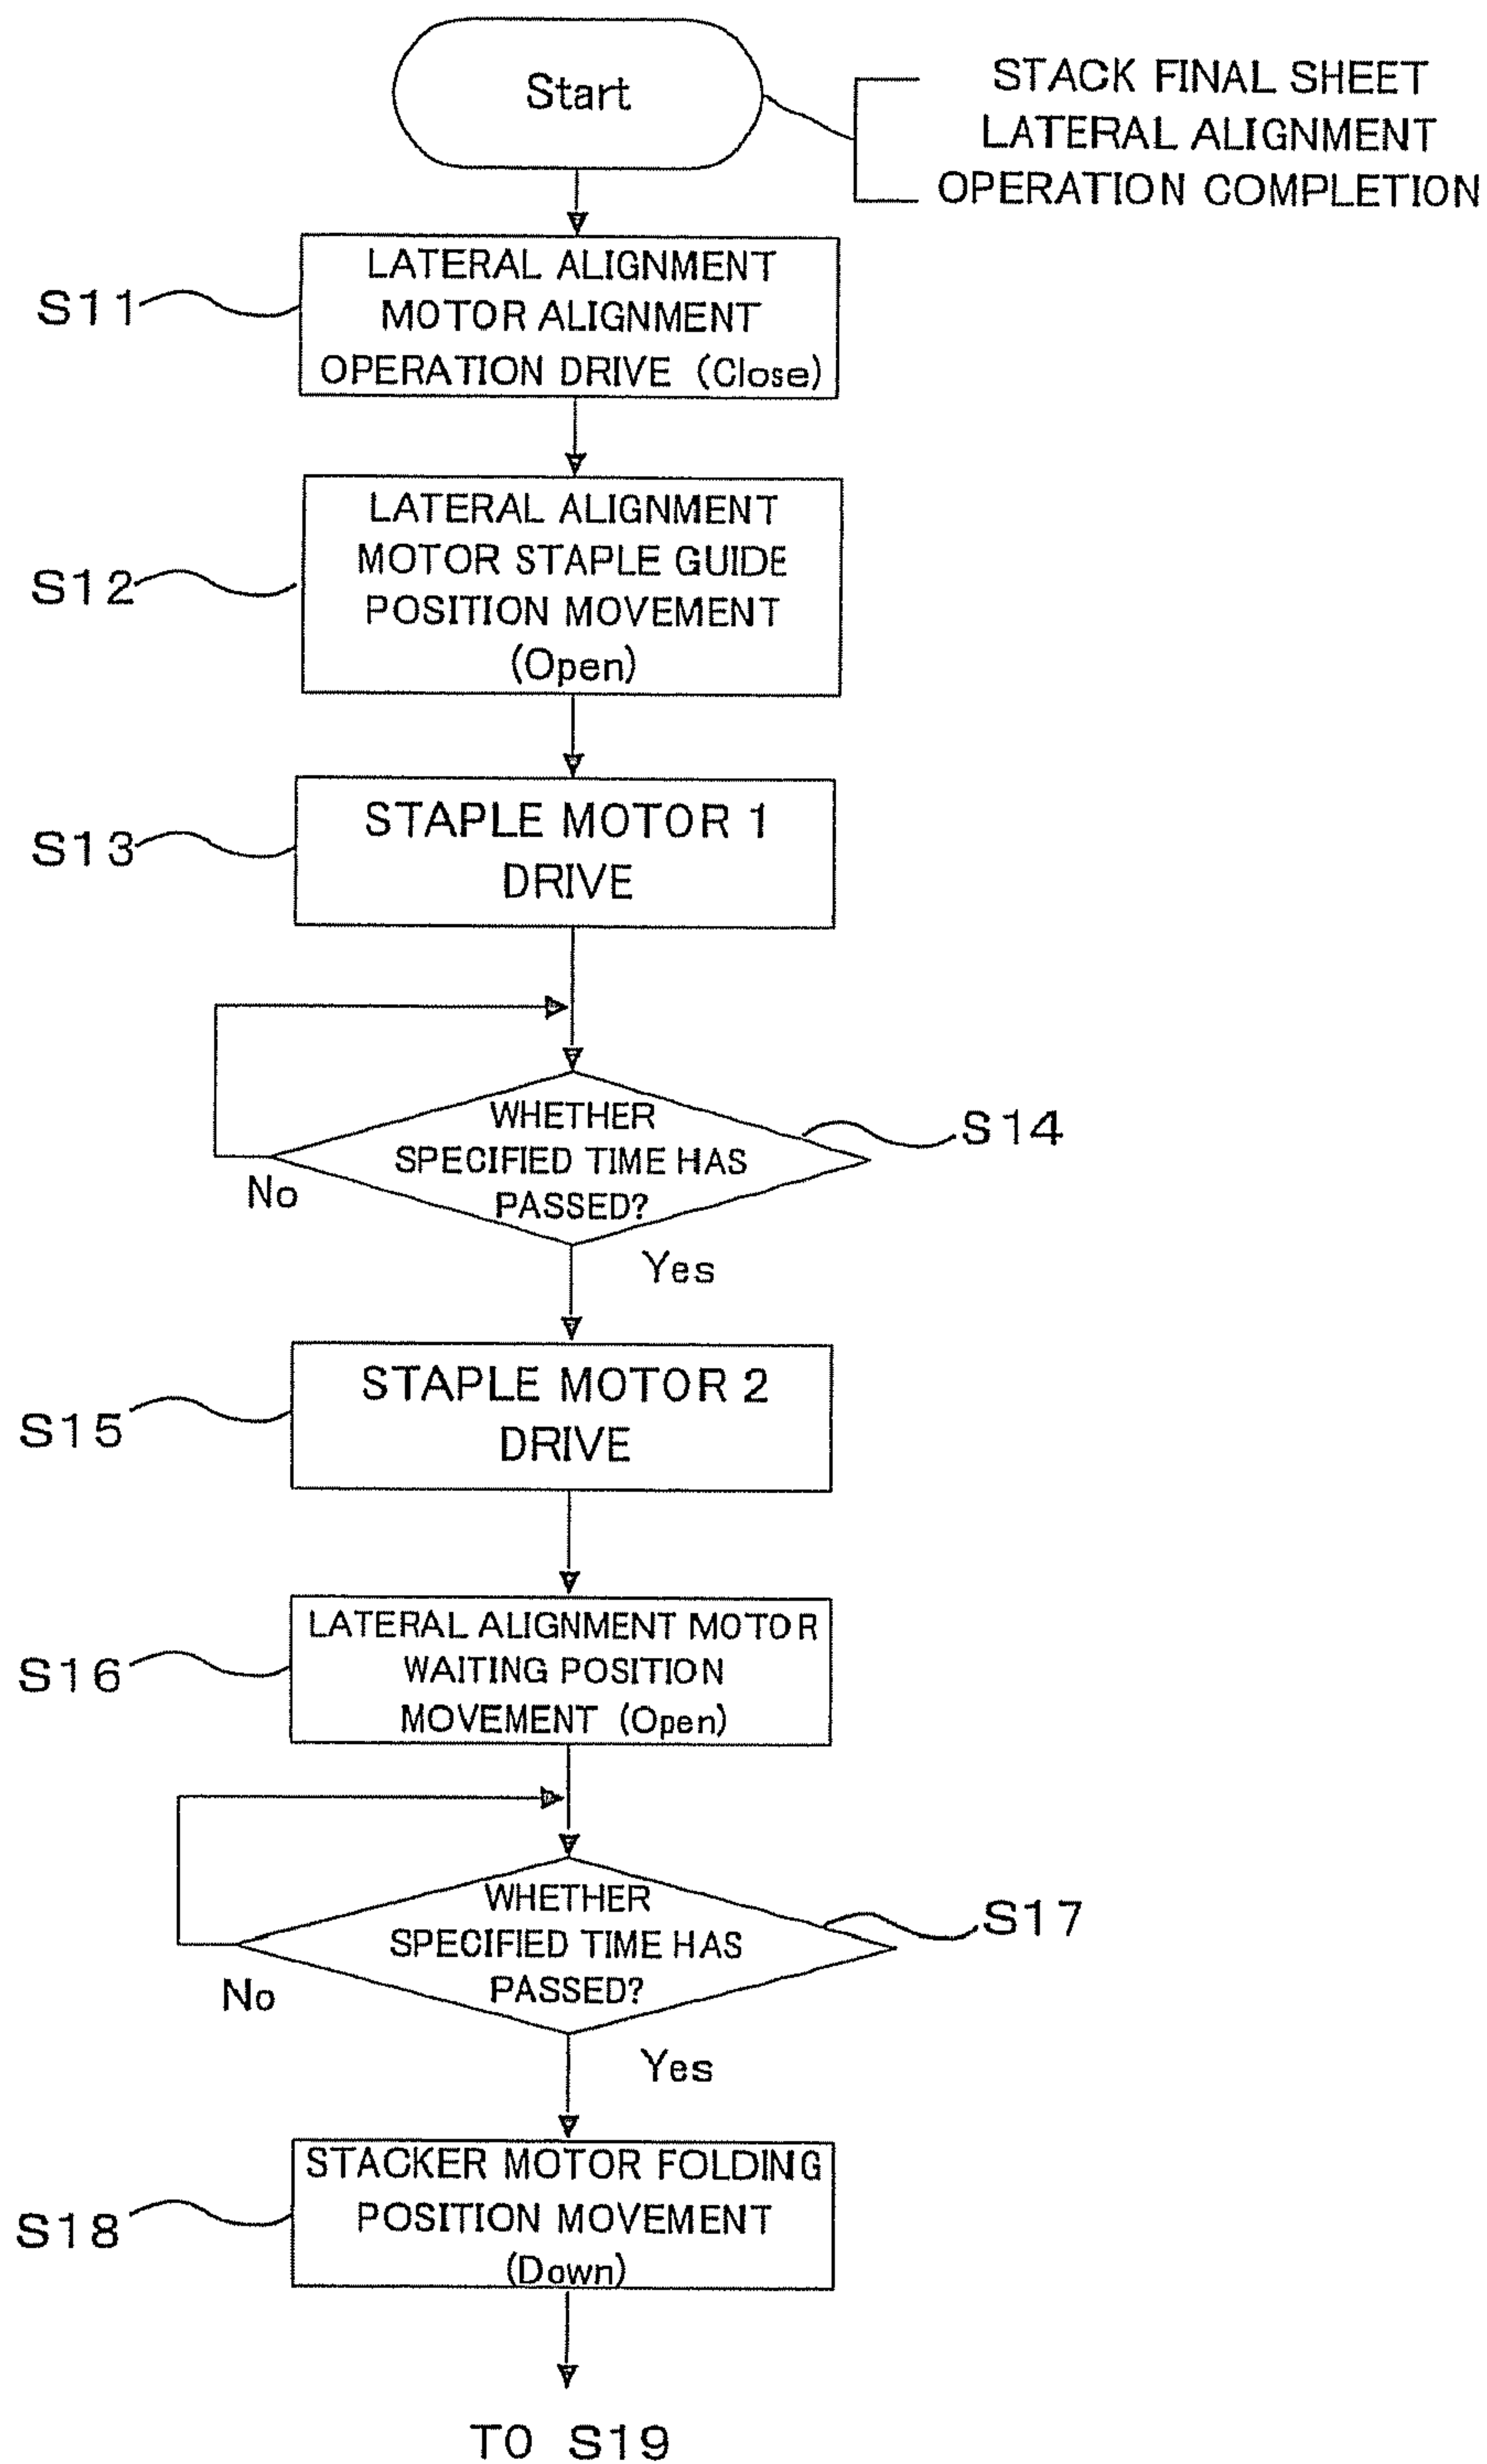 Start
STACK FINAL SHEET
LATERAL ALIGNMENT
OPERATION COMPLETION
S11
LATERAL ALIGNMENT
MOTOR ALIGNMENT
OPERATION DRIVE (Close)
S12
LATERAL ALIGNMENT
MOTOR STAPLE GUIDE
POSITION MOVEMENT
(Open)
S13
STAPLE MOTOR 1
DRIVE
WHETHER
SPECIFIED TIME HAS
PASSED?
S14
No
Yes
S15
STAPLE MOTOR 2
DRIVE
S16
LATERAL ALIGNMENT MOTOR
WAITING POSITION
MOVEMENT (Open)
WHETHER
SPECIFIED TIME HAS
PASSED?
S17
No
Yes
S18
STACKER MOTOR FOLDING
POSITION MOVEMENT
(Down)
TO S19